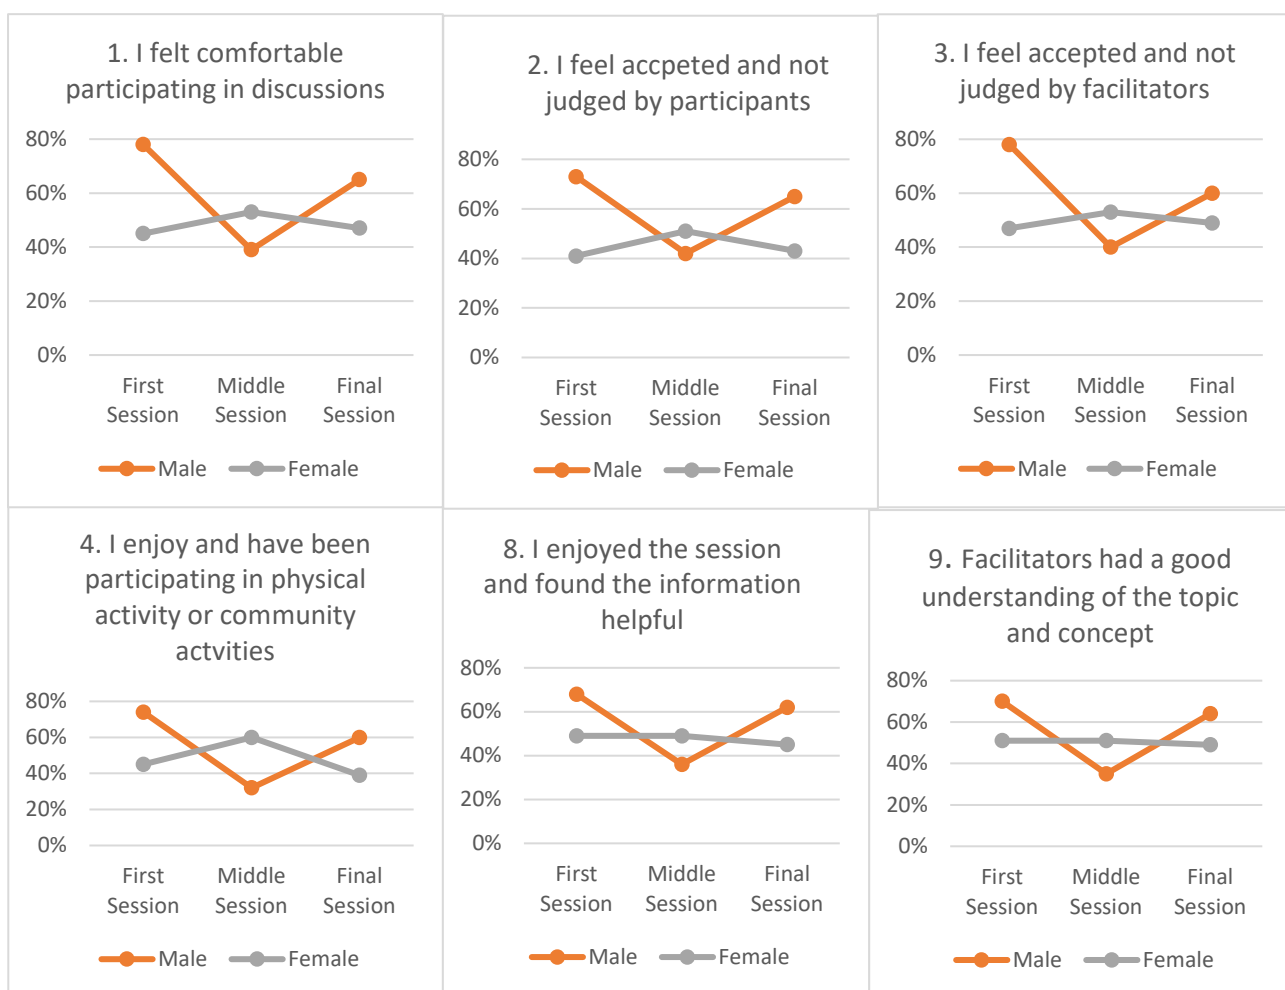 1. I felt comfortable
participating in discussions
80%
60%
40%
20%
0%
First Session
Middle Session
Final Session
Male
Female
2. I feel accpeted and not
judged by participants
80%
60%
40%
20%
0%
First Session
Middle Session
Final Session
Male
Female
3. I feel accepted and not
judged by facilitators
80%
60%
40%
20%
0%
First Session
Middle Session
Final Session
Male
Female
4. I enjoy and have been
participating in physical
activity or community
actvities
80%
60%
40%
20%
0%
First Session
Middle Session
Final Session
Male
Female
8. I enjoyed the session
and found the information
helpful
80%
60%
40%
20%
0%
First Session
Middle Session
Final Session
Male
Female
9. Facilitators had a good
understanding of the topic
and concept
80%
60%
40%
20%
0%
First Session
Middle Session
Final Session
Male
Female